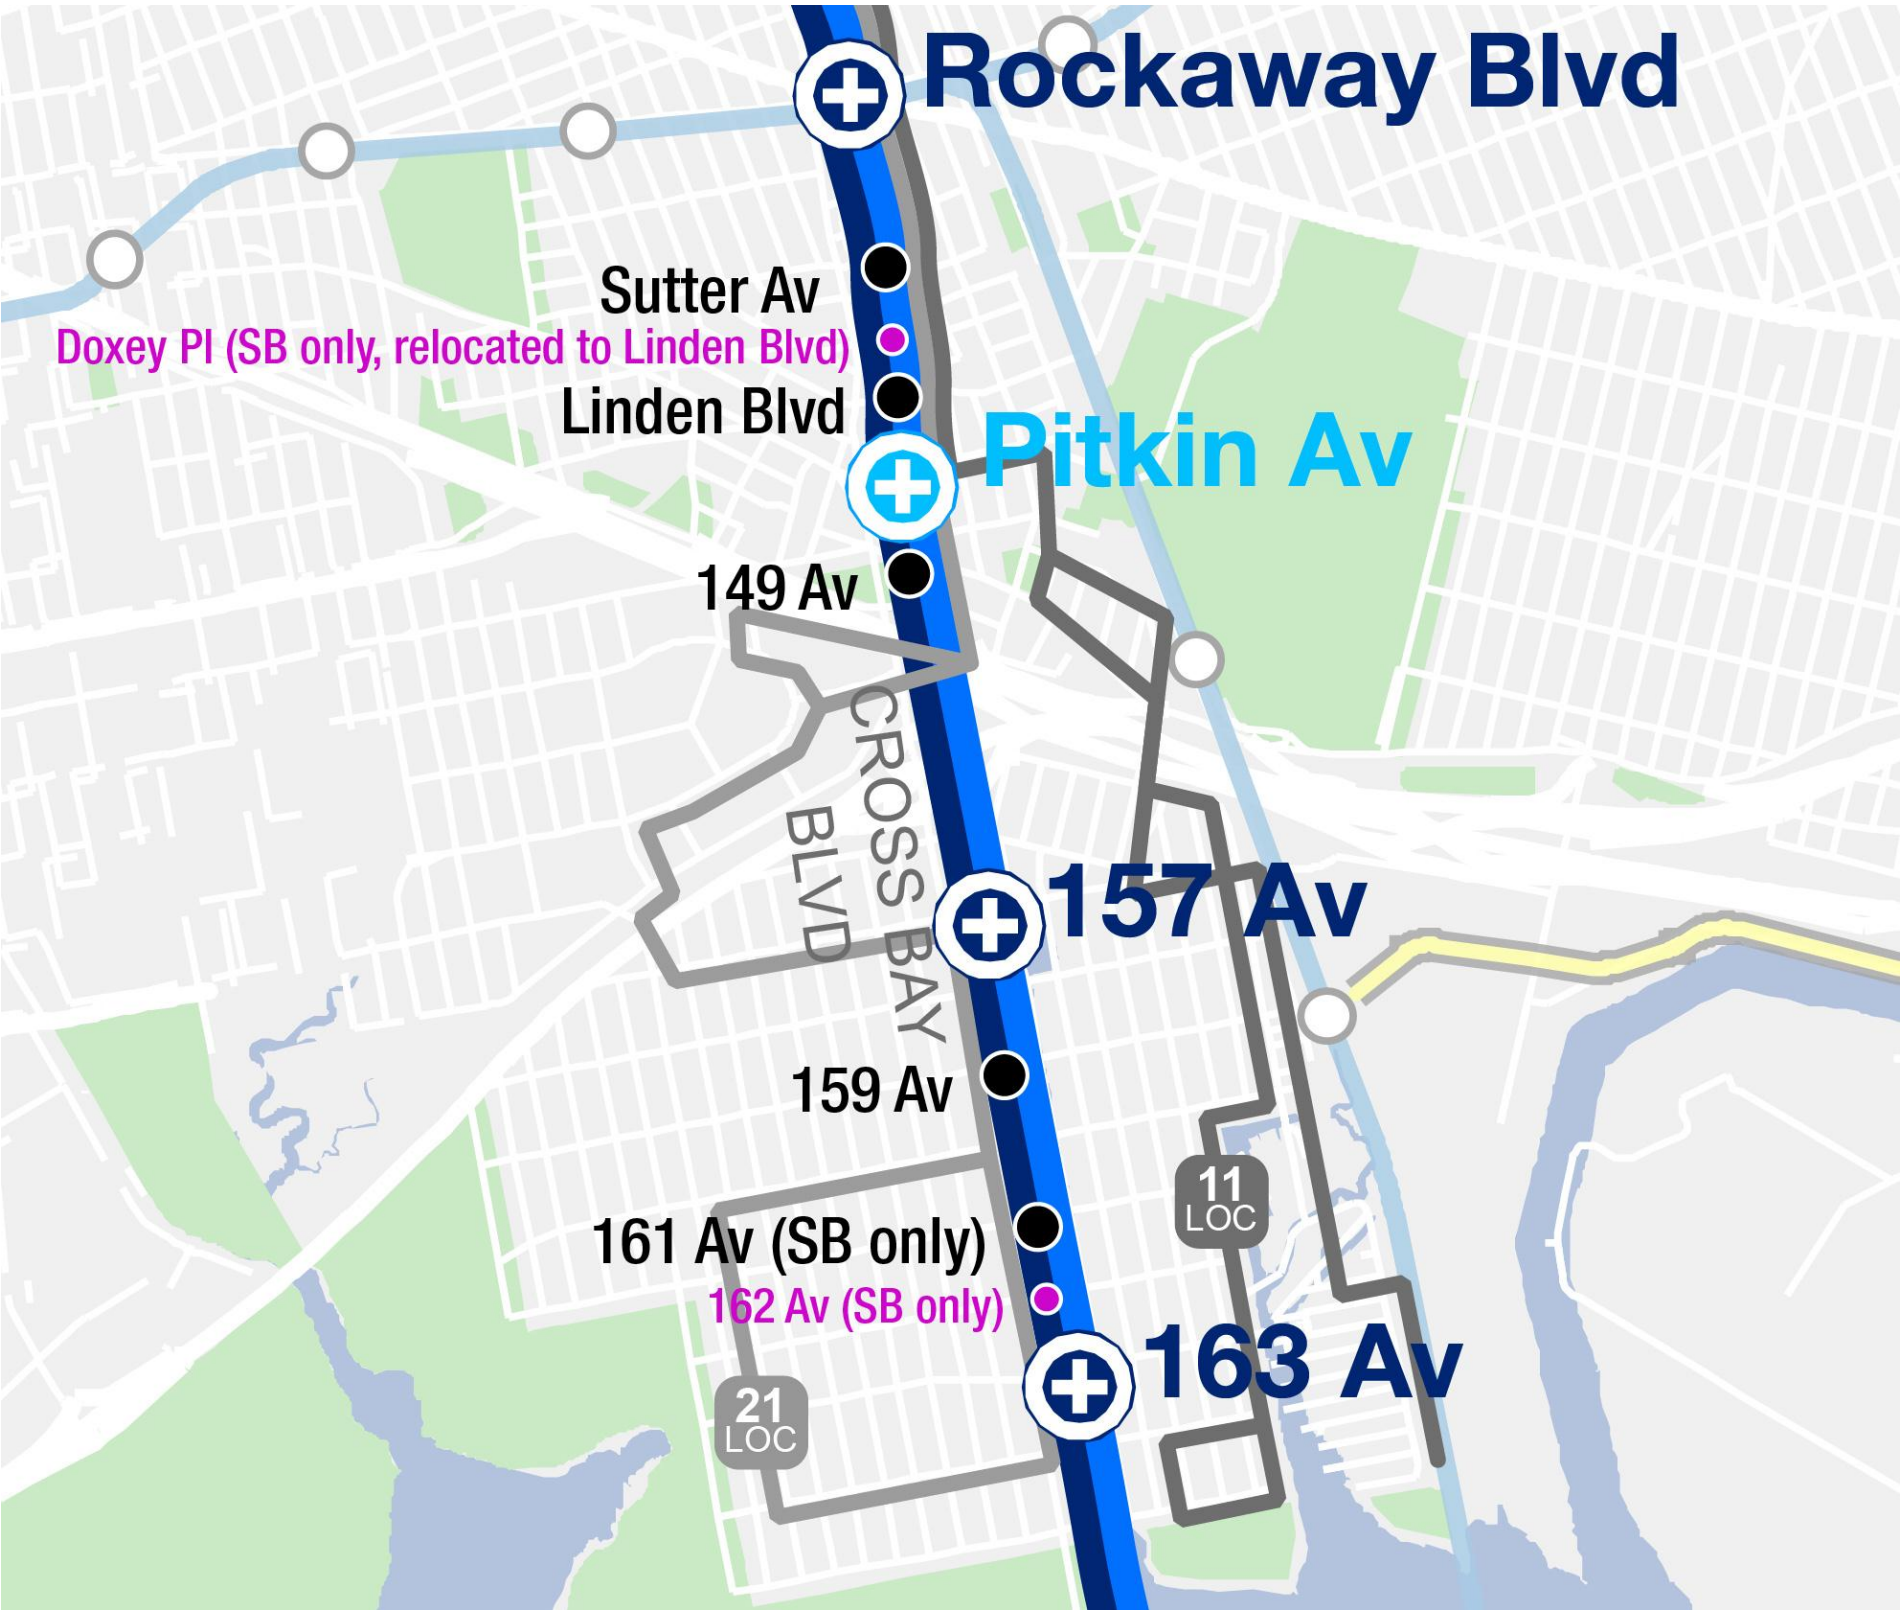 Rockaway Blvd
Sutter Av
Doxey Pl (SB only, relocated to Linden Blvd)
Linden Blvd
Pitkin Av
149 Av
CROSS BAY
BLVD
157 Av
159 Av
11
LOC
161 Av (SB only)
162 Av (SB only)
163 Av
21
LOC